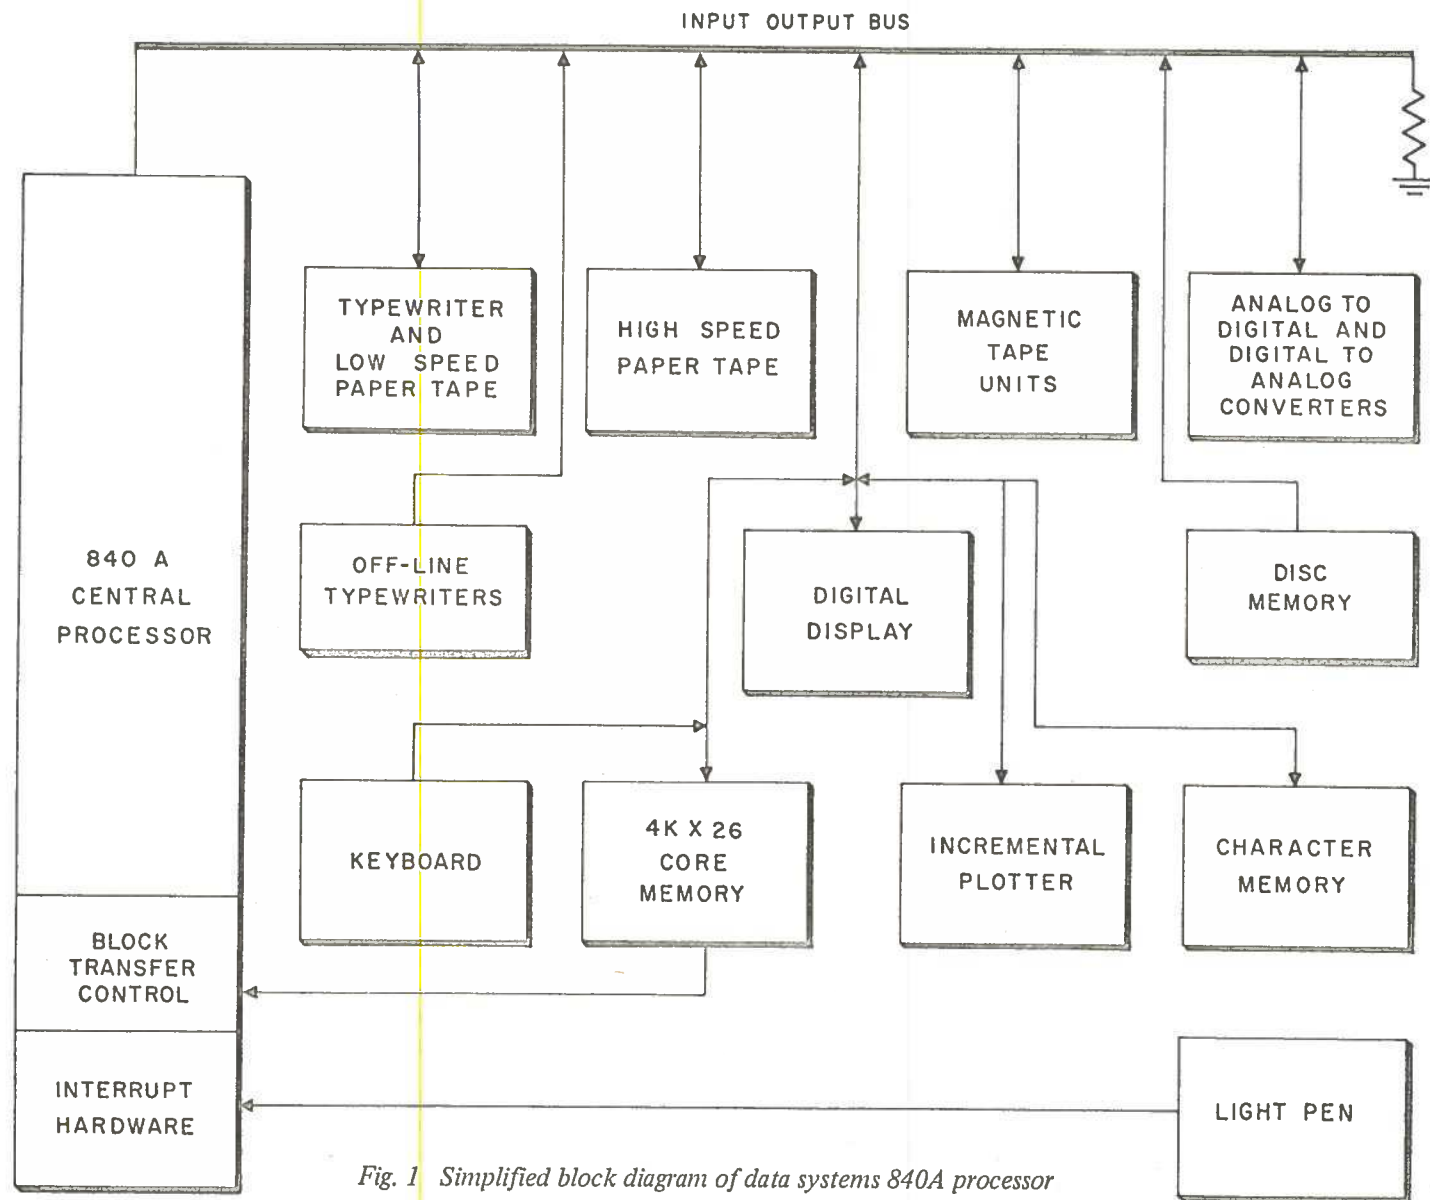 INPUT OUTPUT BUS
TYPEWRITER
AND
LOW SPEED
PAPER TAPE
HIGH SPEED
PAPER TAPE
MAGNETIC
TAPE
UNITS
ANALOG TO
DIGITAL AND
DIGITAL TO
ANALOG
CONVERTERS
840 A
CENTRAL
PROCESSOR
OFF-LINE
TYPEWRITERS
DIGITAL
DISPLAY
DISC
MEMORY
KEYBOARD
4K X 26
CORE
MEMORY
INCREMENTAL
PLOTTER
CHARACTER
MEMORY
BLOCK
TRANSFER
CONTROL
INTERRUPT
HARDWARE
LIGHT PEN
Fig. 1 Simplified block diagram of data systems 840A processor